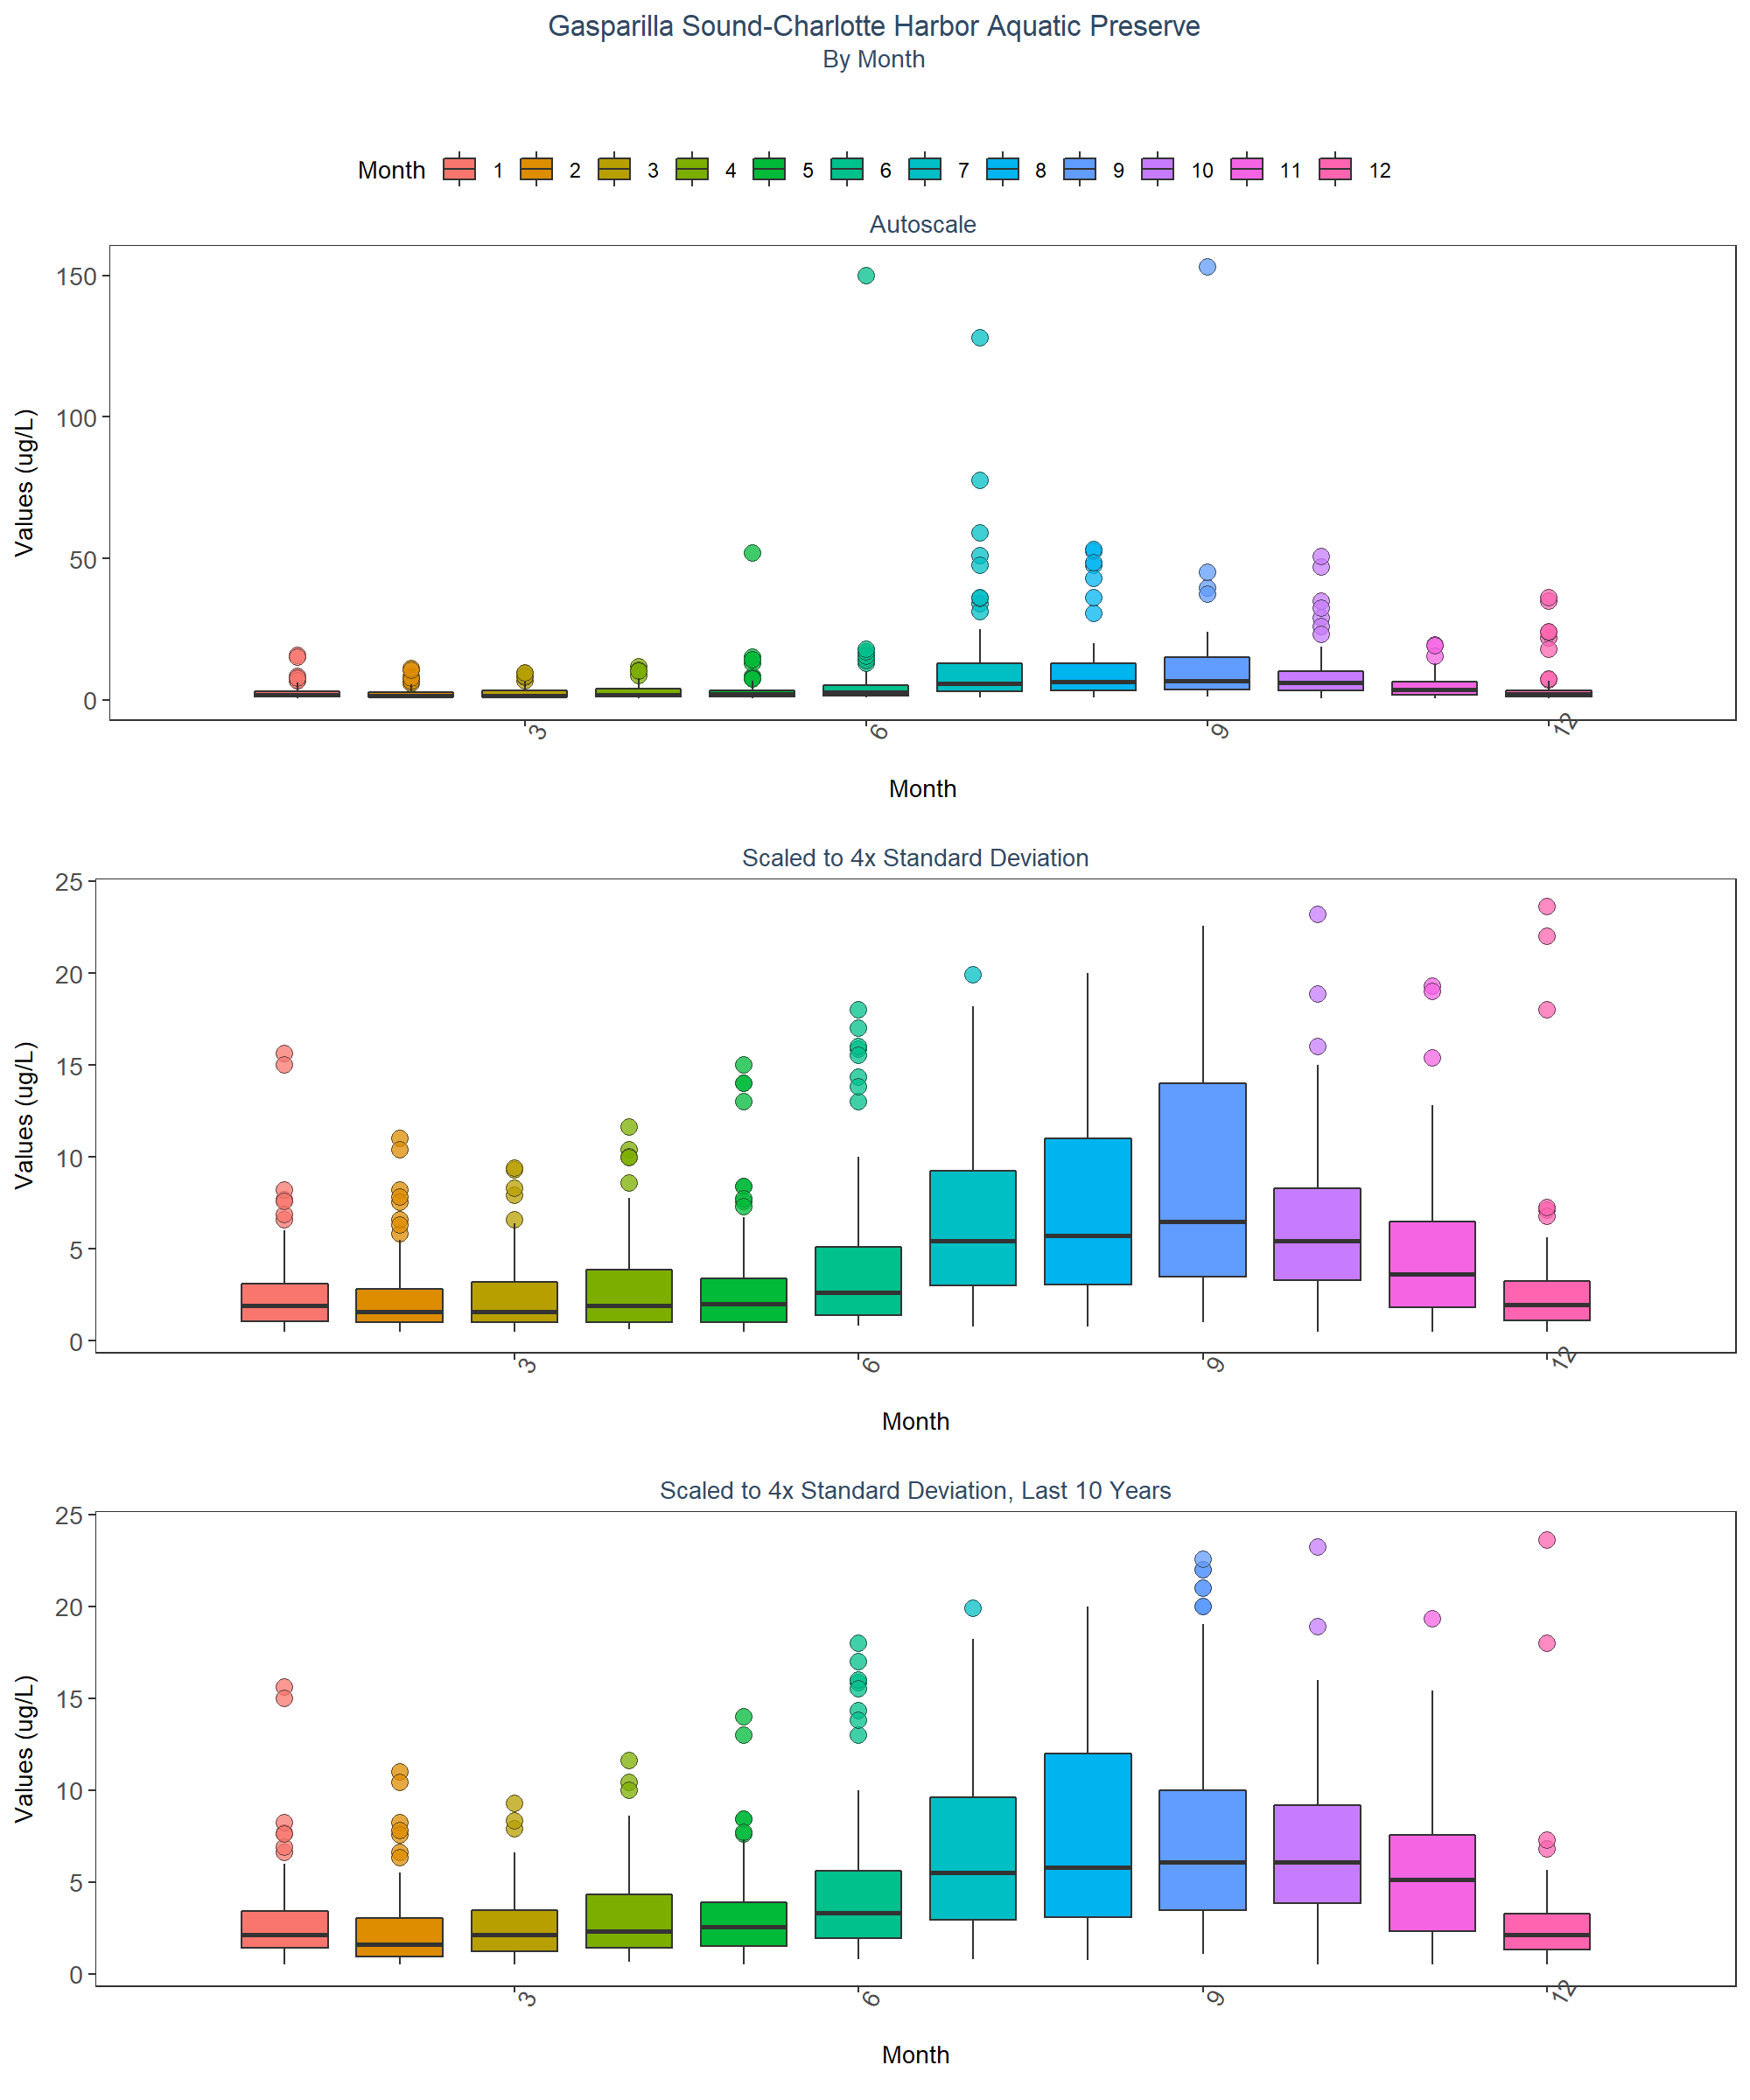 Gasparilla Sound-Charlotte Harbor Aquatic Preserve
By Month
Month 1 2 3 4 5 6 7 8 9 10 11 12
Autoscale
Values (ug/L)
150
100
50
0
3 6 9 12
Month
Scaled to 4x Standard Deviation
Values (ug/L)
25
20
15
10
5
0
3 6 9 12
Month
Scaled to 4x Standard Deviation, Last 10 Years
Values (ug/L)
25
20
15
10
5
0
3 6 9 12
Month